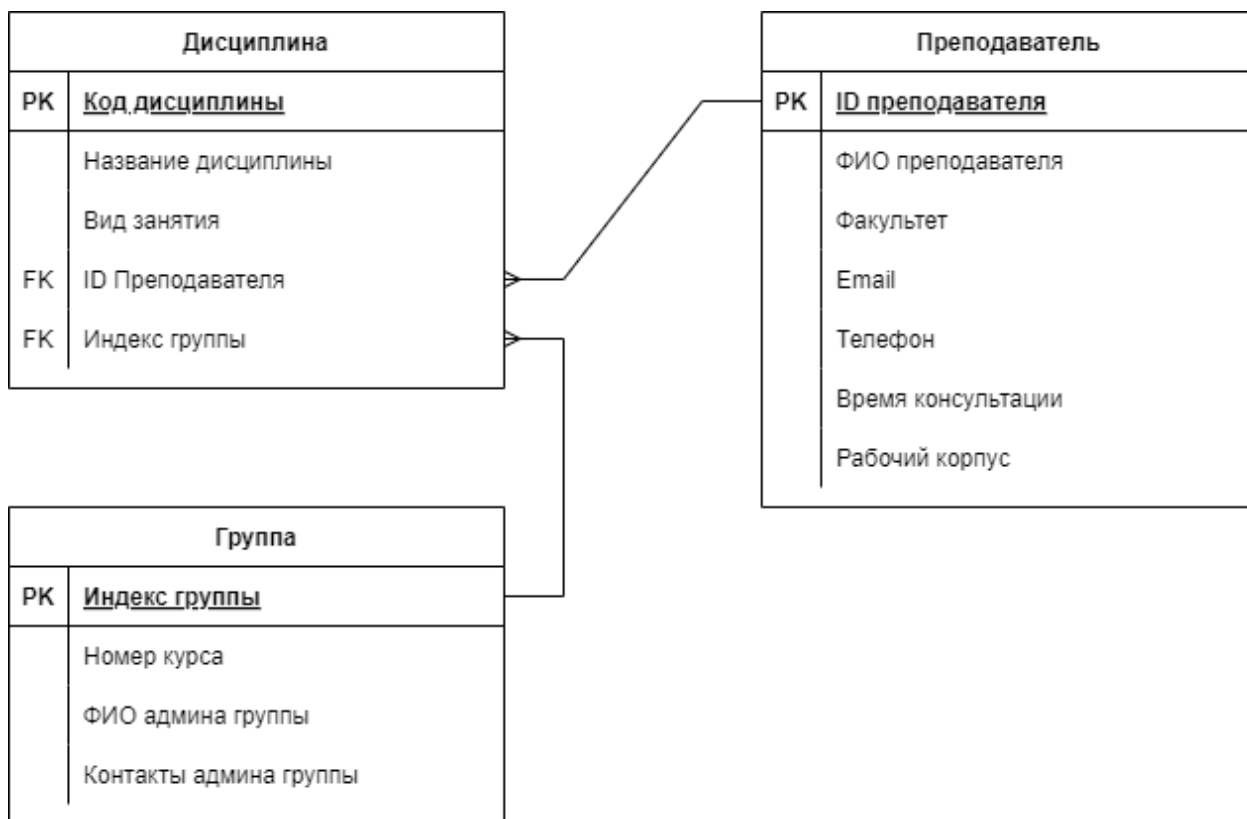 Дисциплина
PK Код дисциплины
Название дисциплины
Вид занятия
FK ID Преподавателя
FK Индекс группы
Преподаватель
PK ID преподавателя
ФИО преподавателя
Факультет
Email
Телефон
Время консультации
Рабочий корпус
Группа
PK Индекс группы
Номер курса
ФИО админа группы
Контакты админа группы